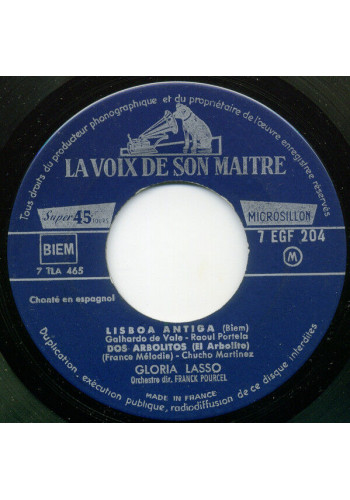 Tous droits du producteur phonographique et du propriétaire de l'œuvre enregistrée réservés
LA VOIX DE SON MAITRE
Super 45 tours
MICROSILLON
BIEM
7 EGF 204
7 TLA 465
M
Chanté en espagnol
LISBOA ANTIGA (Biem)
Galhardo de Vale - Raoul Portela
DOS ARBOLITOS (El Arbolito)
(France Mélodie) - Chucho Martinez
GLORIA LASSO
Orchestre dir. FRANCK POURCEL
Duplication, exécution publique, radiodiffusion de ce disque interdites.
MADE IN FRANCE